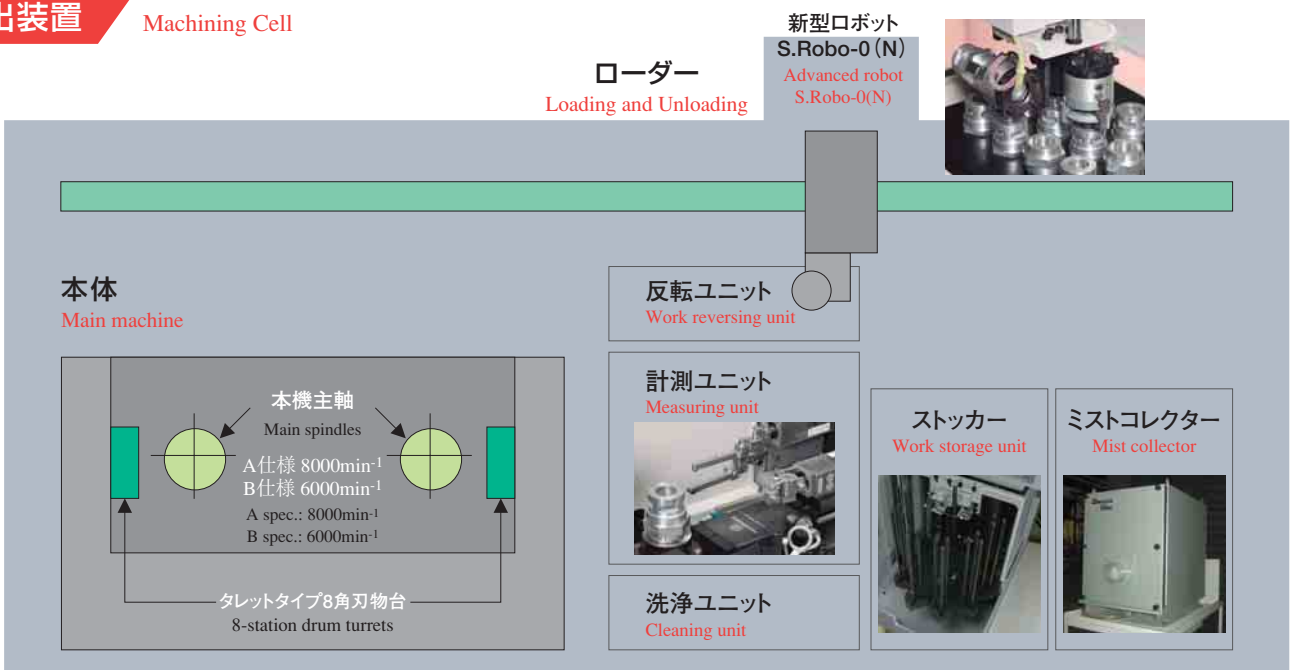 出装置
Machining Cell
ローダー
Loading and Unloading
新型ロボット
S.Robo-0(N)
Advanced robot
S.Robo-0(N)
本体
Main machine
本機主軸
Main spindles
A仕様 8000min⁻¹
B仕様 6000min⁻¹
A spec.: 8000min⁻¹
B spec.: 6000min⁻¹
タレットタイプ8角刃物台
8-station drum turrets
反転ユニット
Work reversing unit
計測ユニット
Measuring unit
洗浄ユニット
Cleaning unit
ストッカー
Work storage unit
ミストコレクター
Mist collector